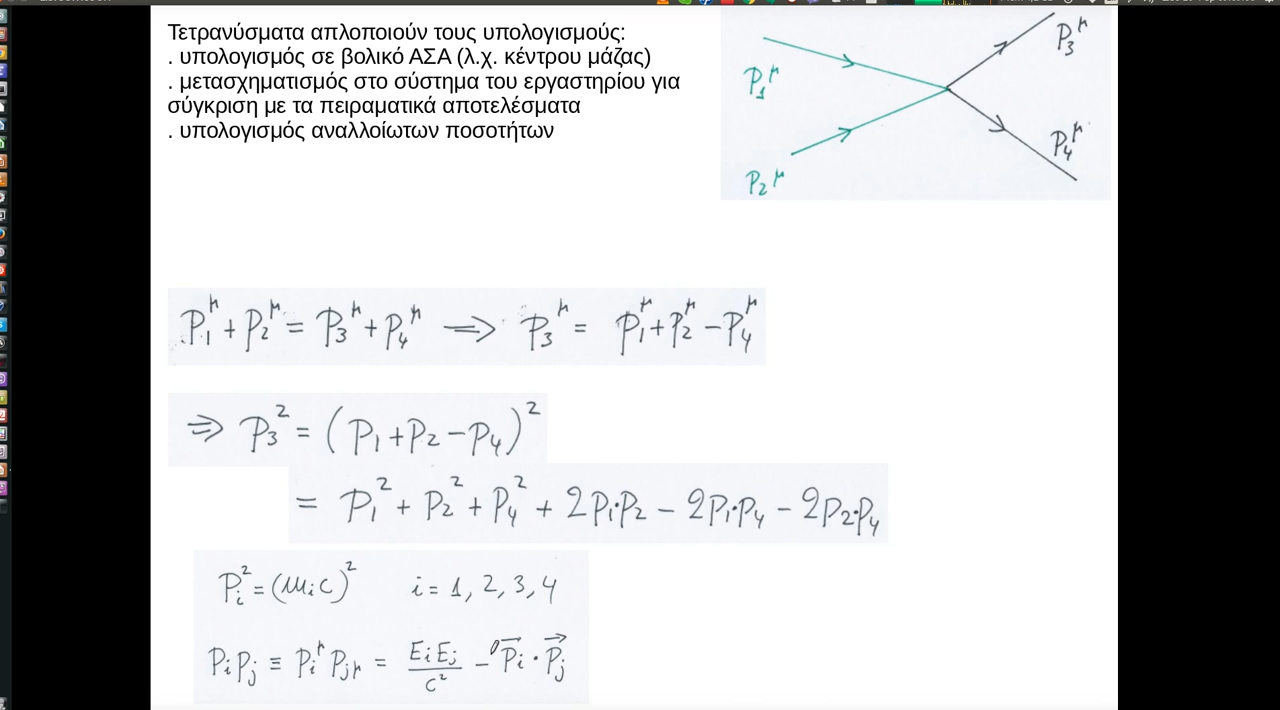 Τετρανύσματα απλοποιούν τους υπολογισμούς:
. υπολογισμός σε βολικό ΑΣΑ (λ.χ. κέντρου μάζας)
. μετασχηματισμός στο σύστημα του εργαστηρίου για
σύγκριση με τα πειραματικά αποτελέσματα
. υπολογισμός αναλλοίωτων ποσοτήτων
P₁^μ
P₂^μ
P₃^μ
P₄^μ
P₁^μ + P₂^μ = P₃^μ + P₄^μ ⟹ P₃^μ = P₁^μ + P₂^μ − P₄^μ
⇒ P₃² = (P₁ + P₂ − P₄)²
= P₁² + P₂² + P₄² + 2P₁·P₂ − 2P₁·P₄ − 2P₂·P₄
Pᵢ² = (mᵢc)² i = 1, 2, 3, 4
PᵢPⱼ ≡ Pᵢ^μ Pⱼμ = EᵢEⱼ/c² − P⃗ᵢ · P⃗ⱼ